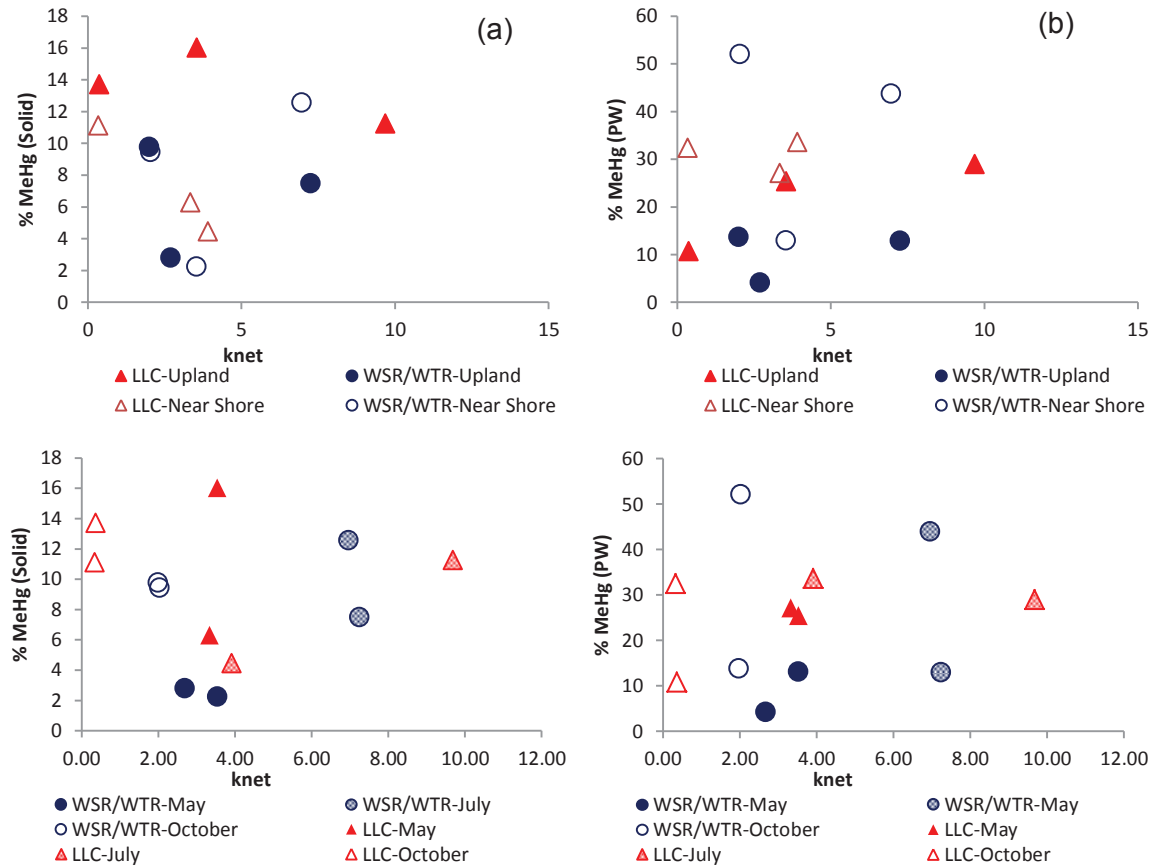 (a)
% MeHg (Solid)
18
16
14
12
10
8
6
4
2
0
0 5 10 15
knet
LLC-Upland WSR/WTR-Upland
LLC-Near Shore WSR/WTR-Near Shore
(b)
% MeHg (PW)
60
50
40
30
20
10
0
0 5 10 15
knet
LLC-Upland WSR/WTR-Upland
LLC-Near Shore WSR/WTR-Near Shore
% MeHg (Solid)
18
16
14
12
10
8
6
4
2
0
0.00 2.00 4.00 6.00 8.00 10.00 12.00
knet
WSR/WTR-May WSR/WTR-July
WSR/WTR-October LLC-May
LLC-July LLC-October
% MeHg (PW)
60
50
40
30
20
10
0
0.00 2.00 4.00 6.00 8.00 10.00 12.00
knet
WSR/WTR-May WSR/WTR-May
WSR/WTR-October LLC-May
LLC-July LLC-October